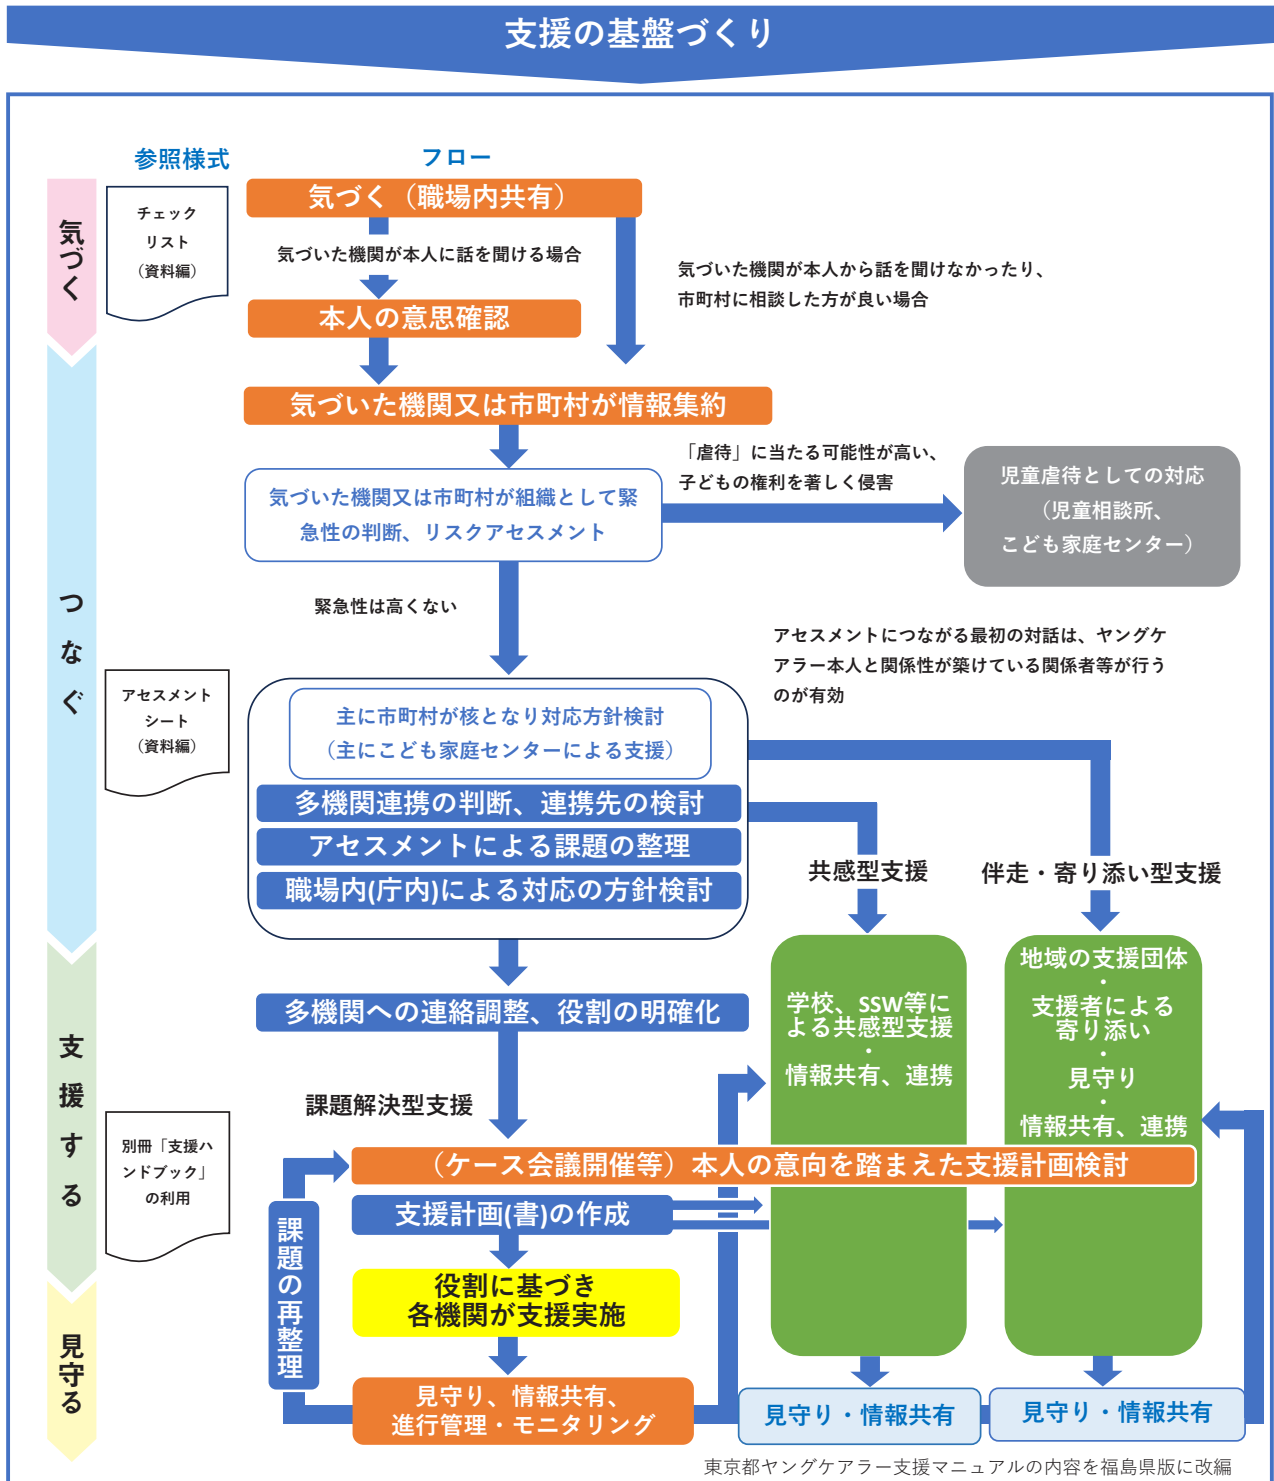 支援の基盤づくり
参照様式
フロー
気づく
チェック
リスト
（資料編）
気づく（職場内共有）
気づいた機関が本人に話を聞ける場合
気づいた機関が本人から話を聞けなかったり、
市町村に相談した方が良い場合
本人の意思確認
つなぐ
気づいた機関又は市町村が情報集約
「虐待」に当たる可能性が高い、
子どもの権利を著しく侵害
気づいた機関又は市町村が組織として緊
急性の判断、リスクアセスメント
児童虐待としての対応
（児童相談所、
こども家庭センター）
緊急性は高くない
アセスメントにつながる最初の対話は、ヤングケ
アラー本人と関係性が築けている関係者等が行う
のが有効
アセスメント
シート
（資料編）
主に市町村が核となり対応方針検討
（主にこども家庭センターによる支援）
多機関連携の判断、連携先の検討
アセスメントによる課題の整理
職場内(庁内)による対応の方針検討
共感型支援
伴走・寄り添い型支援
支援する
多機関への連絡調整、役割の明確化
学校、SSW等に
よる共感型支援
・
情報共有、連携
地域の支援団体
・
支援者による
寄り添い
・
見守り
・
情報共有、連携
課題解決型支援
別冊「支援ハ
ンドブック」
の利用
（ケース会議開催等）本人の意向を踏まえた支援計画検討
支援計画(書)の作成
課題の再整理
役割に基づき
各機関が支援実施
見守る
見守り、情報共有、
進行管理・モニタリング
見守り・情報共有
見守り・情報共有
東京都ヤングケアラー支援マニュアルの内容を福島県版に改編